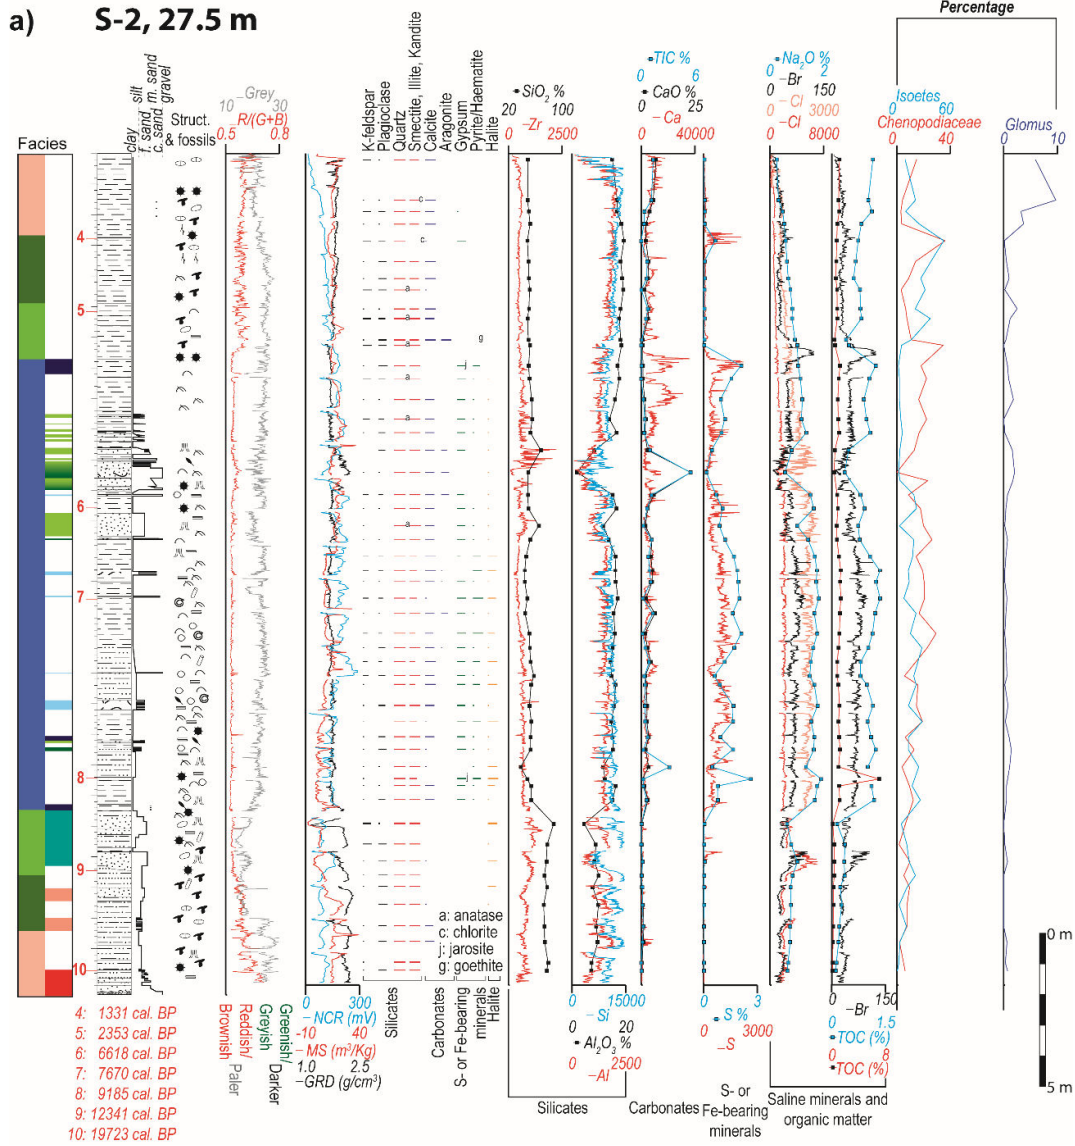 a) S-2, 27.5 m
Percentage
Facies
clay
silt
f. sand
m. sand
c. sand
gravel
Struct.
& fossils
–Grey
10 30
–R/(G+B)
0.5 0.8
K-feldspar
Plagioclase
Quartz
Smectite, Illite, Kandite
Calcite
Aragonite
Gypsum
Pyrite/Haematite
Halite
SiO2 %
20 100
–Zr
0 2500
TIC %
0 6
CaO %
0 25
–Ca
0 40000
Na2O %
0 2
–Br
0 150
–Cl
0 3000
–Cl
0 8000
Isoetes
0 60
Chenopodiaceae
0 40
Glomus
0 10
c
4
c
a
5
a
g
a
j
a
a
6
a
7
8
j
9
10
a: anatase
c: chlorite
j: jarosite
g: goethite
0 m
5 m
4: 1331 cal. BP
5: 2353 cal. BP
6: 6618 cal. BP
7: 7670 cal. BP
8: 9185 cal. BP
9: 12341 cal. BP
10: 19723 cal. BP
Brownish
Reddish/
Greyish
Greenish/
Paler
Darker
0 300
–NCR (mV)
-10 40
–MS (m³/Kg)
1.0 2.5
–GRD (g/cm³)
Silicates
Carbonates
S- or Fe-bearing
minerals
Halite
0 15000
–Si
0 20
Al2O3 %
0 2500
–Al
Silicates
Carbonates
0 3
S %
0 3000
–S
S- or
Fe-bearing
minerals
0 150
–Br
0 1.5
TOC (%)
0 8
TOC (%)
Saline minerals and
organic matter